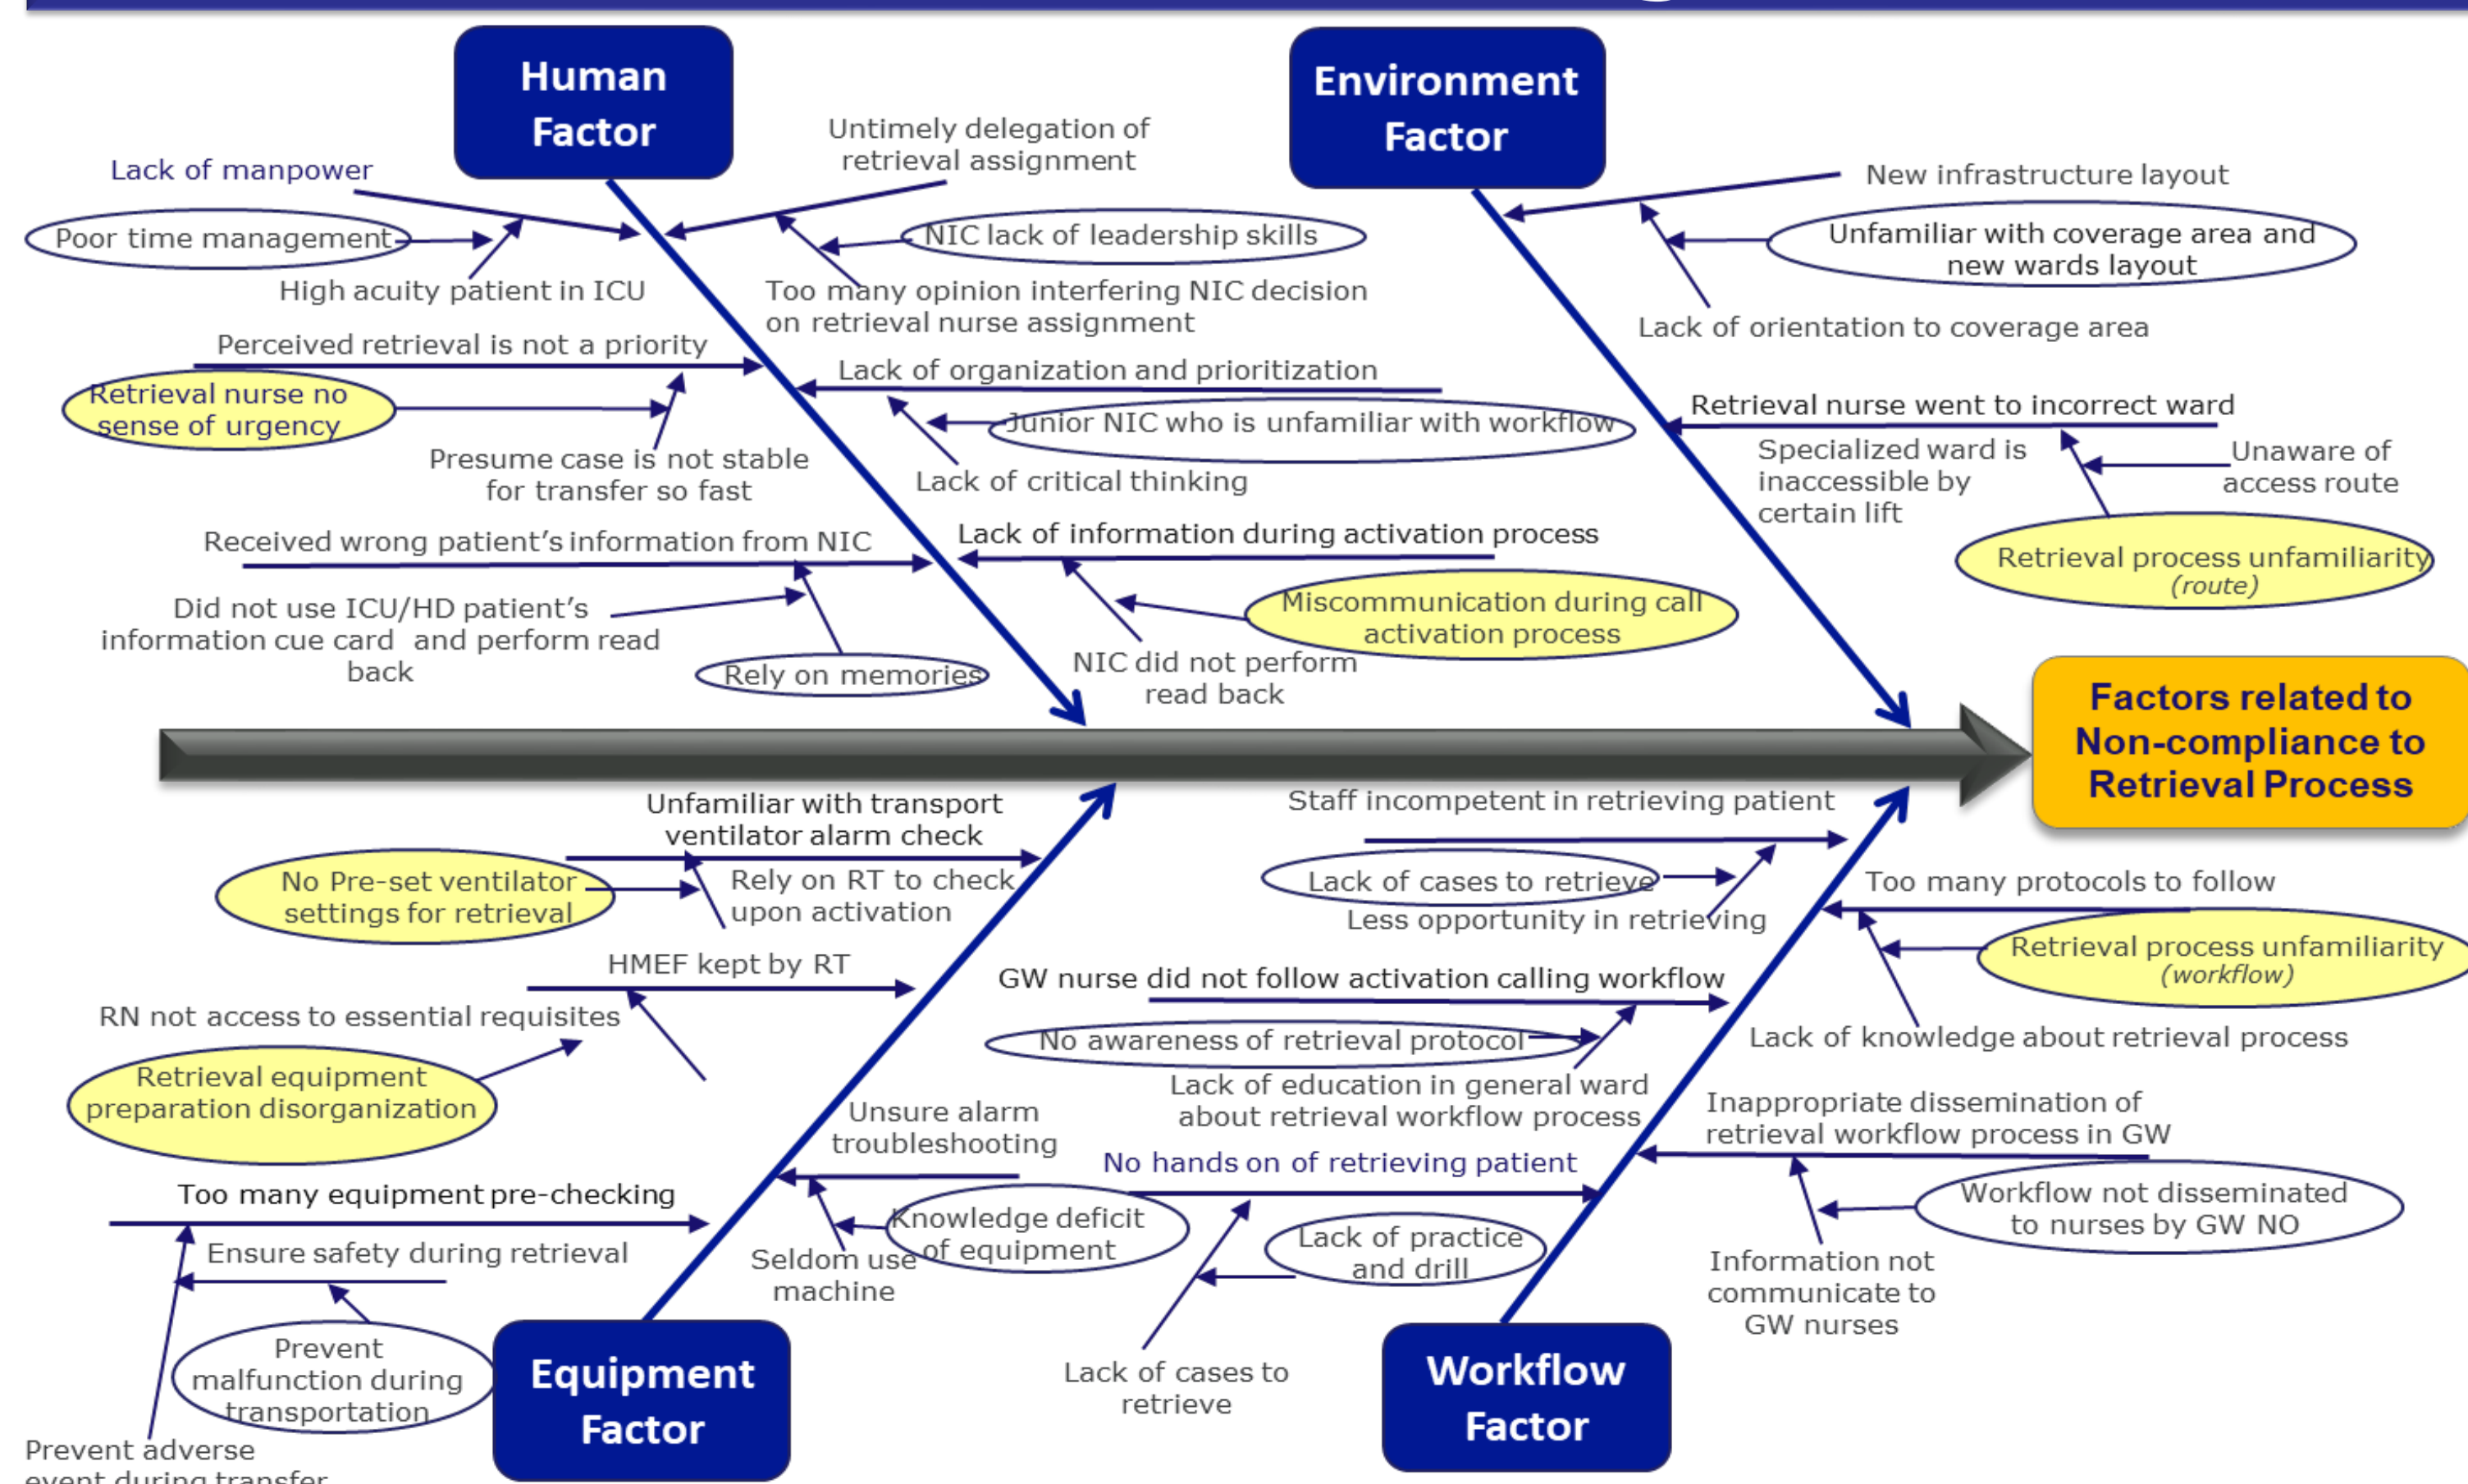 Human
Factor
Environment
Factor
Untimely delegation of
retrieval assignment
Lack of manpower
New infrastructure layout
Poor time management
NIC lack of leadership skills
Unfamiliar with coverage area and
new wards layout
High acuity patient in ICU
Too many opinion interfering NIC decision
on retrieval nurse assignment
Lack of orientation to coverage area
Perceived retrieval is not a priority
Lack of organization and prioritization
Retrieval nurse no
sense of urgency
Junior NIC who is unfamiliar with workflow
Retrieval nurse went to incorrect ward
Presume case is not stable
for transfer so fast
Lack of critical thinking
Specialized ward is
inaccessible by
certain lift
Unaware of
access route
Received wrong patient's information from NIC
Lack of information during activation process
Retrieval process unfamiliarity
(route)
Did not use ICU/HD patient's
information cue card and perform read
back
Rely on memories
Miscommunication during call
activation process
NIC did not perform
read back
Factors related to
Non-compliance to
Retrieval Process
Unfamiliar with transport
ventilator alarm check
Staff incompetent in retrieving patient
No Pre-set ventilator
settings for retrieval
Rely on RT to check
upon activation
Lack of cases to retrieve
Less opportunity in retrieving
Too many protocols to follow
HMEF kept by RT
GW nurse did not follow activation calling workflow
Retrieval process unfamiliarity
(workflow)
RN not access to essential requisites
No awareness of retrieval protocol
Lack of knowledge about retrieval process
Retrieval equipment
preparation disorganization
Lack of education in general ward
about retrieval workflow process
Unsure alarm
troubleshooting
Inappropriate dissemination of
retrieval workflow process in GW
No hands on of retrieving patient
Too many equipment pre-checking
Knowledge deficit
of equipment
Workflow not disseminated
to nurses by GW NO
Ensure safety during retrieval
Seldom use
machine
Lack of practice
and drill
Information not
communicate to
GW nurses
Prevent
malfunction during
transportation
Equipment
Factor
Lack of cases to
retrieve
Workflow
Factor
Prevent adverse
event during transfer